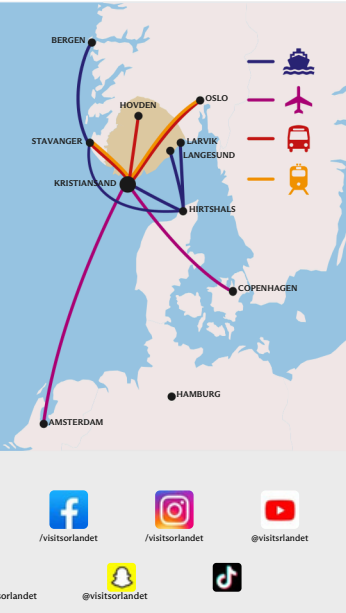 BERGEN
HOVDEN
OSLO
STAVANGER
LARVIK
LANGESUND
KRISTIANSAND
HIRTSHALS
COPENHAGEN
HAMBURG
AMSTERDAM
/visitsorlandet
/visitsorlandet
@visitsrlandet
sorlandet
@visitsorlandet